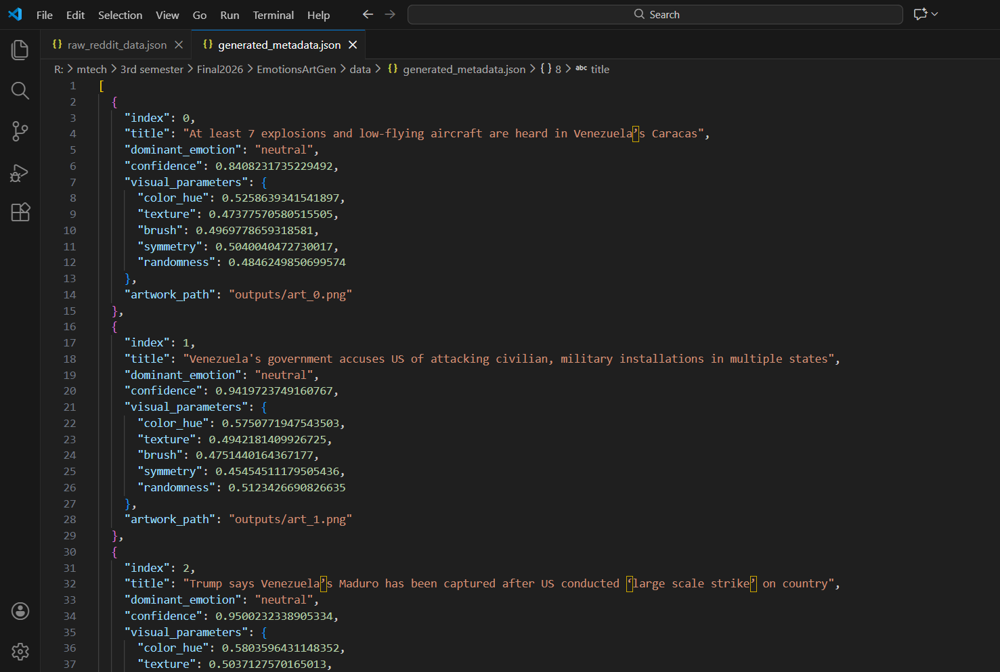 File Edit Selection View Go Run Terminal Help
Search
raw_reddit_data.json
generated_metadata.json
R: > mtech > 3rd semester > Final2026 > EmotionsArtGen > data > {} generated_metadata.json > {} 8 > abc title
1 [
2 {
3 "index": 0,
4 "title": "At least 7 explosions and low-flying aircraft are heard in Venezuela’s Caracas",
5 "dominant_emotion": "neutral",
6 "confidence": 0.8408231735229492,
7 "visual_parameters": {
8 "color_hue": 0.5258639341541897,
9 "texture": 0.47377570580515505,
10 "brush": 0.4969778659318581,
11 "symmetry": 0.5040040472730017,
12 "randomness": 0.4846249850699574
13 },
14 "artwork_path": "outputs/art_0.png"
15 },
16 {
17 "index": 1,
18 "title": "Venezuela's government accuses US of attacking civilian, military installations in multiple states",
19 "dominant_emotion": "neutral",
20 "confidence": 0.9419723749160767,
21 "visual_parameters": {
22 "color_hue": 0.5750771947543503,
23 "texture": 0.4942181409926725,
24 "brush": 0.4751440164367177,
25 "symmetry": 0.45454511179505436,
26 "randomness": 0.5123426690826635
27 },
28 "artwork_path": "outputs/art_1.png"
29 },
30 {
31 "index": 2,
32 "title": "Trump says Venezuela’s Maduro has been captured after US conducted ‘large scale strike’ on country",
33 "dominant_emotion": "neutral",
34 "confidence": 0.9500232338905334,
35 "visual_parameters": {
36 "color_hue": 0.5803596431148352,
37 "texture": 0.5037127570165013,